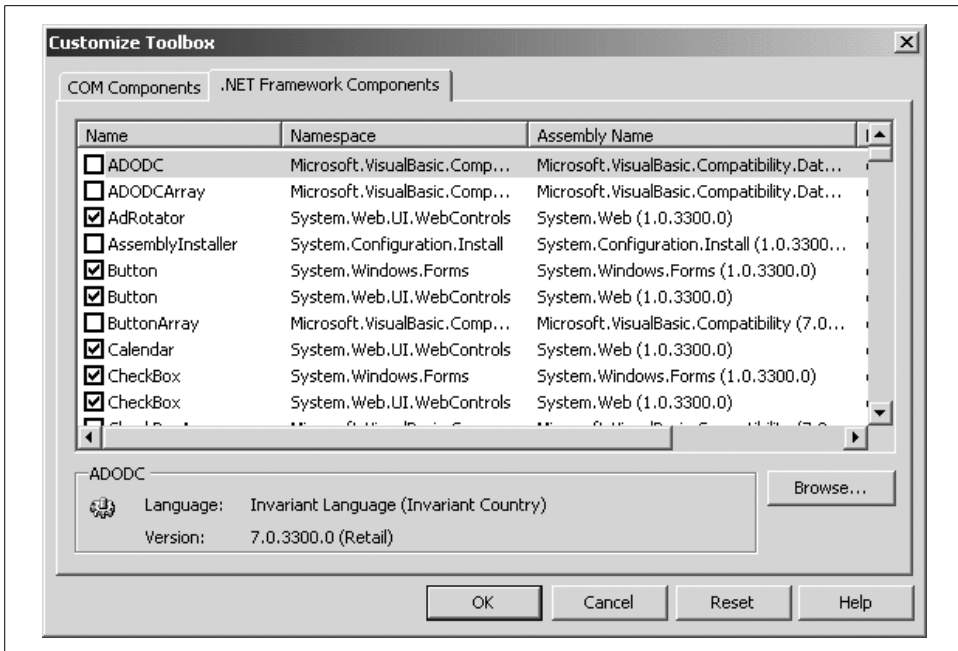 Customize Toolbox
COM Components .NET Framework Components
Name Namespace Assembly Name
ADODC Microsoft.VisualBasic.Comp... Microsoft.VisualBasic.Compatibility.Dat...
ADODCArray Microsoft.VisualBasic.Comp... Microsoft.VisualBasic.Compatibility.Dat...
AdRotator System.Web.UI.WebControls System.Web (1.0.3300.0)
AssemblyInstaller System.Configuration.Install System.Configuration.Install (1.0.3300...
Button System.Windows.Forms System.Windows.Forms (1.0.3300.0)
Button System.Web.UI.WebControls System.Web (1.0.3300.0)
ButtonArray Microsoft.VisualBasic.Comp... Microsoft.VisualBasic.Compatibility (7.0...
Calendar System.Web.UI.WebControls System.Web (1.0.3300.0)
CheckBox System.Windows.Forms System.Windows.Forms (1.0.3300.0)
CheckBox System.Web.UI.WebControls System.Web (1.0.3300.0)
ADODC
Browse...
Language: Invariant Language (Invariant Country)
Version: 7.0.3300.0 (Retail)
OK Cancel Reset Help